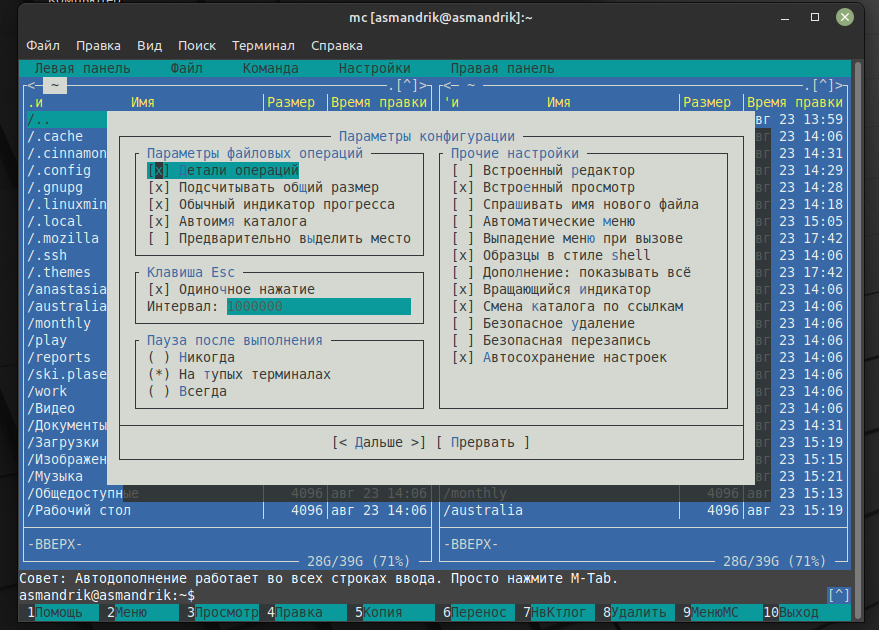 mc [asmandrik@asmandrik]:~
Файл Правка Вид Поиск Терминал Справка
Левая панель Файл Команда Настройки Правая панель
<— ~ .[^]> <— ~ .[^]>
.и Имя Размер Время правки 'и Имя Размер Время правки
/.. вг 23 13:59
/.cache авг 23 14:06
/.cinnamon авг 23 14:31
/.config авг 23 14:29
/.gnupg авг 23 14:28
/.linuxmin авг 23 14:18
/.local авг 23 15:05
/.mozilla авг 23 17:42
/.ssh авг 23 14:06
/.themes авг 23 17:42
/anastasia авг 23 14:06
/australia авг 23 14:06
/monthly авг 23 14:06
/play авг 23 14:06
/reports авг 23 14:06
/ski.plase авг 23 14:06
/work авг 23 14:06
/Видео авг 23 14:06
/Документы авг 23 14:31
/Загрузки авг 23 15:19
/Изображен авг 23 15:15
/Музыка авг 23 15:21
/Общедоступные 4096 авг 23 14:06 /monthly 4096 авг 23 15:13
/Рабочий стол 4096 авг 23 14:06 /australia 4096 авг 23 15:19
Параметры конфигурации
Параметры файловых операций
[x] Детали операций
[x] Подсчитывать общий размер
[x] Обычный индикатор прогресса
[x] Автоимя каталога
[ ] Предварительно выделить место
Клавиша Esc
[x] Одиночное нажатие
Интервал: 1000000
Пауза после выполнения
( ) Никогда
(*) На тупых терминалах
( ) Всегда
Прочие настройки
[ ] Встроенный редактор
[x] Встроенный просмотр
[ ] Спрашивать имя нового файла
[ ] Автоматические меню
[ ] Выпадение меню при вызове
[x] Образцы в стиле shell
[ ] Дополнение: показывать всё
[x] Вращающийся индикатор
[x] Смена каталога по ссылкам
[ ] Безопасное удаление
[ ] Безопасная перезапись
[x] Автосохранение настроек
[< Дальше >] [ Прервать ]
-ВВЕРХ- -ВВЕРХ-
28G/39G (71%) 28G/39G (71%)
Совет: Автодополнение работает во всех строках ввода. Просто нажмите M-Tab.
asmandrik@asmandrik:~$ [^]
1Помощь 2Меню 3Просмотр 4Правка 5Копия 6Перенос 7НвКтлог 8Удалить 9МенюMC 10Выход